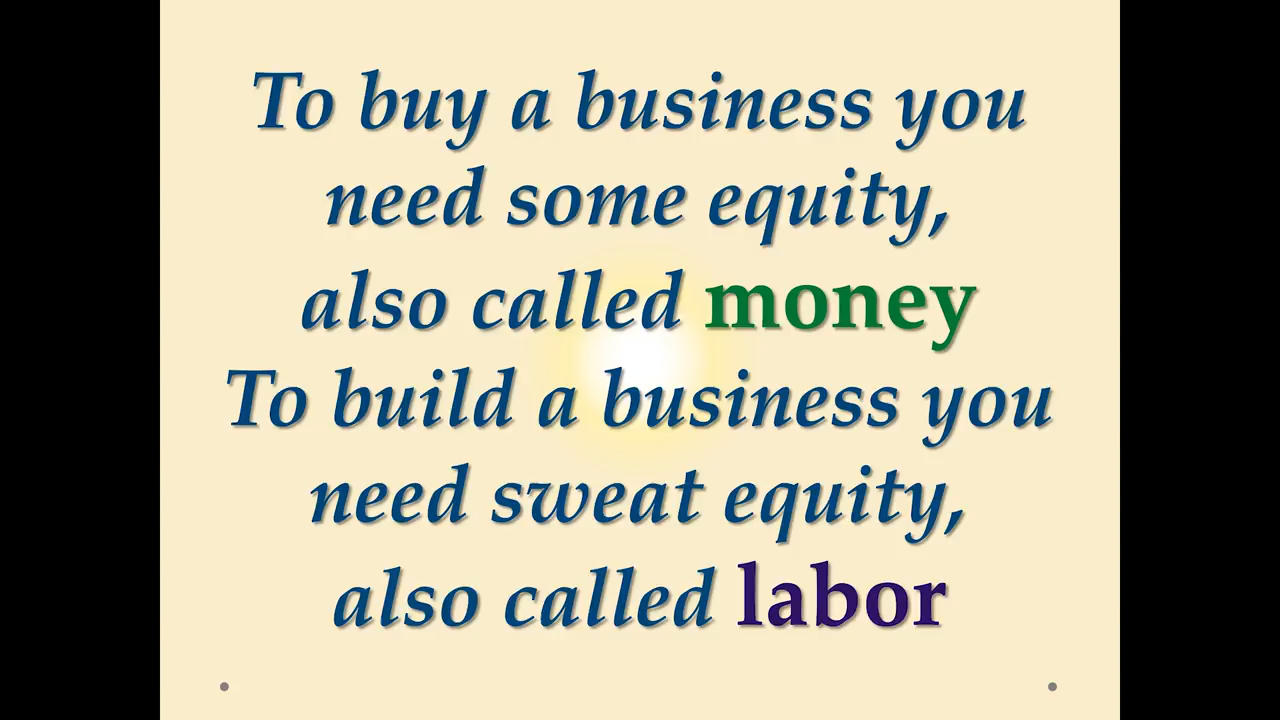 To buy a business you
need some equity,
also called money
To build a business you
need sweat equity,
also called labor